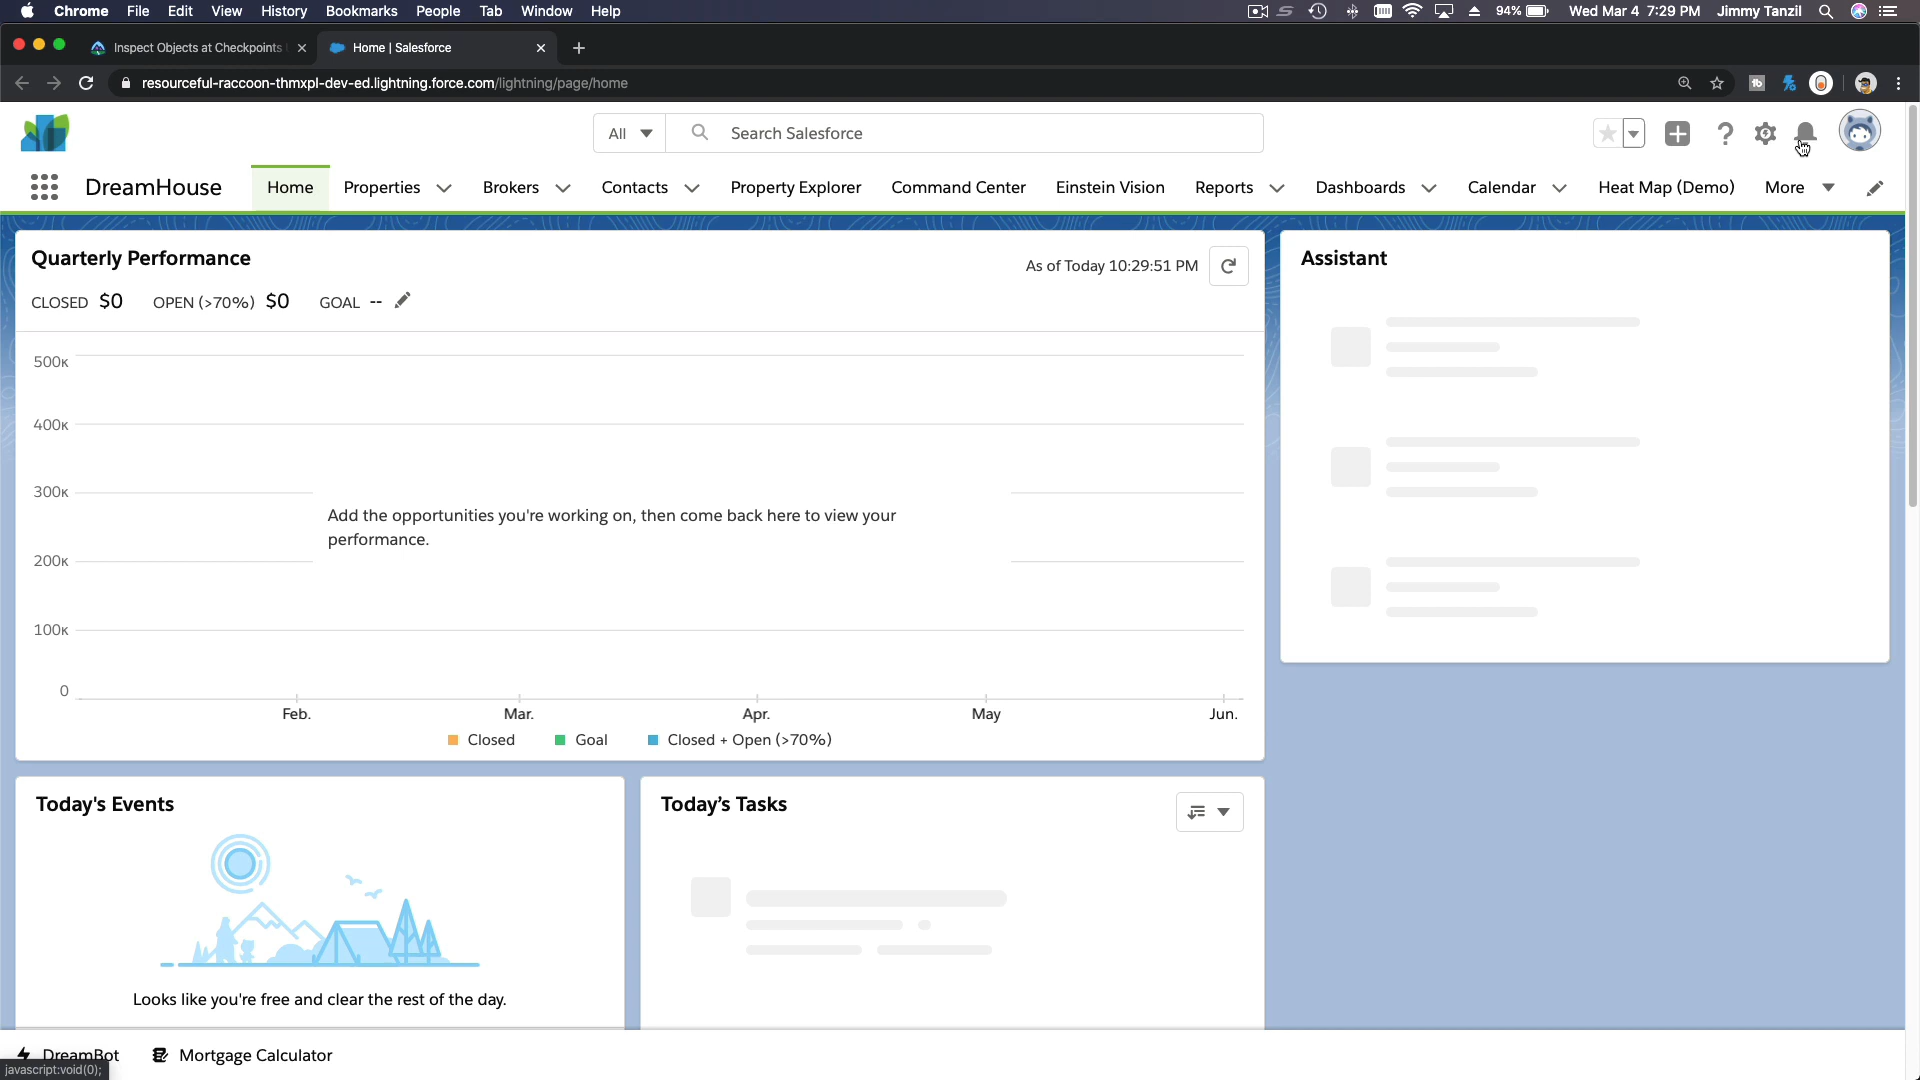 Chrome File Edit View History Bookmarks People Tab Window Help 94% Wed Mar 4 7:29 PM Jimmy Tanzil
Inspect Objects at Checkpoints Home | Salesforce
resourceful-raccoon-thmxpl-dev-ed.lightning.force.com/lightning/page/home
All Search Salesforce
DreamHouse Home Properties Brokers Contacts Property Explorer Command Center Einstein Vision Reports Dashboards Calendar Heat Map (Demo) More
Quarterly Performance
As of Today 10:29:51 PM
CLOSED $0 OPEN (>70%) $0 GOAL --
500K
400K
300K
Add the opportunities you're working on, then come back here to view your
performance.
200K
100K
0
Feb. Mar. Apr. May Jun.
Closed Goal Closed + Open (>70%)
Assistant
Today's Events
Looks like you're free and clear the rest of the day.
Today’s Tasks
DreamBot Mortgage Calculator
javascript:void(0);